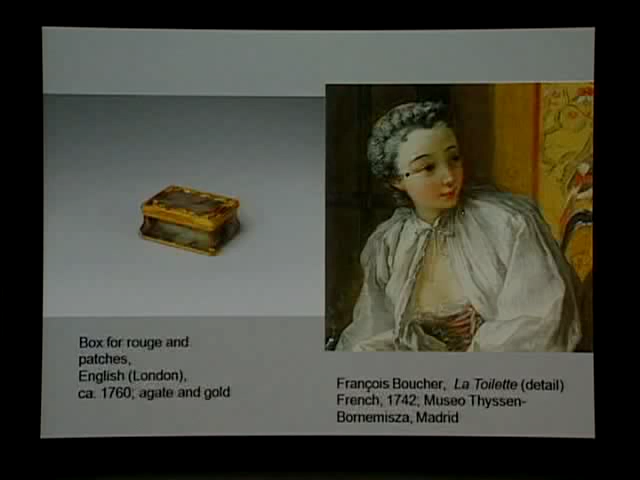 Box for rouge and
patches,
English (London),
ca. 1760; agate and gold
François Boucher, La Toilette (detail)
French, 1742; Museo Thyssen-
Bornemisza, Madrid